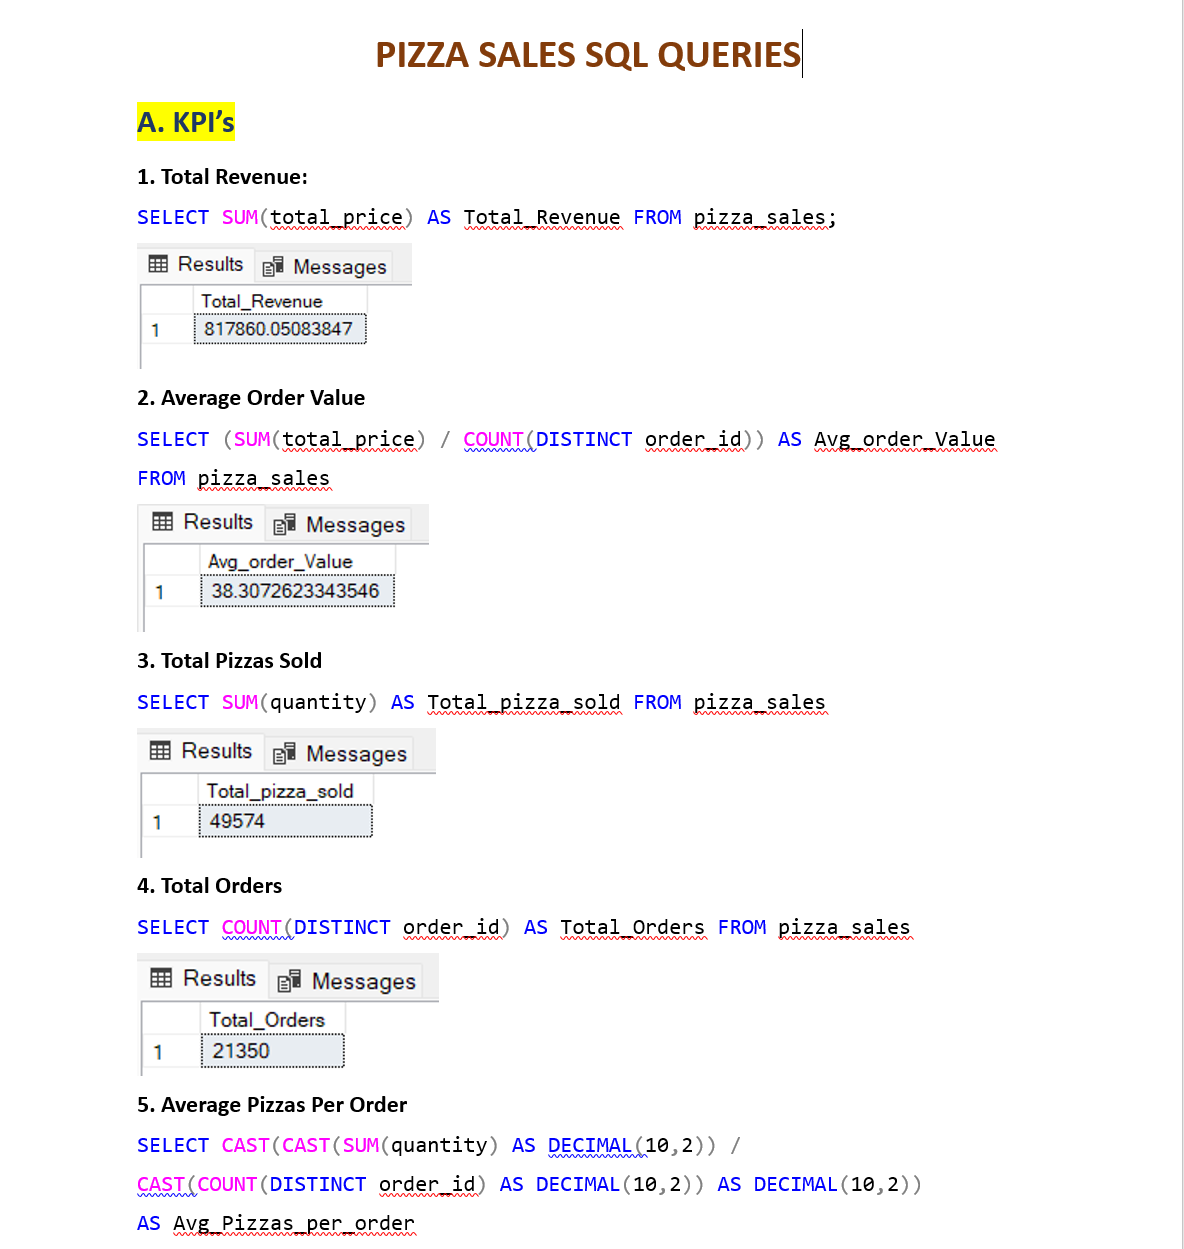 PIZZA SALES SQL QUERIES
A. KPI’s
1. Total Revenue:
SELECT SUM(total_price) AS Total_Revenue FROM pizza_sales;
Results Messages
Total_Revenue
1 817860.05083847
2. Average Order Value
SELECT (SUM(total_price) / COUNT(DISTINCT order_id)) AS Avg_order_Value
FROM pizza_sales
Results Messages
Avg_order_Value
1 38.3072623343546
3. Total Pizzas Sold
SELECT SUM(quantity) AS Total_pizza_sold FROM pizza_sales
Results Messages
Total_pizza_sold
1 49574
4. Total Orders
SELECT COUNT(DISTINCT order_id) AS Total_Orders FROM pizza_sales
Results Messages
Total_Orders
1 21350
5. Average Pizzas Per Order
SELECT CAST(CAST(SUM(quantity) AS DECIMAL(10,2)) /
CAST(COUNT(DISTINCT order_id) AS DECIMAL(10,2)) AS DECIMAL(10,2))
AS Avg_Pizzas_per_order